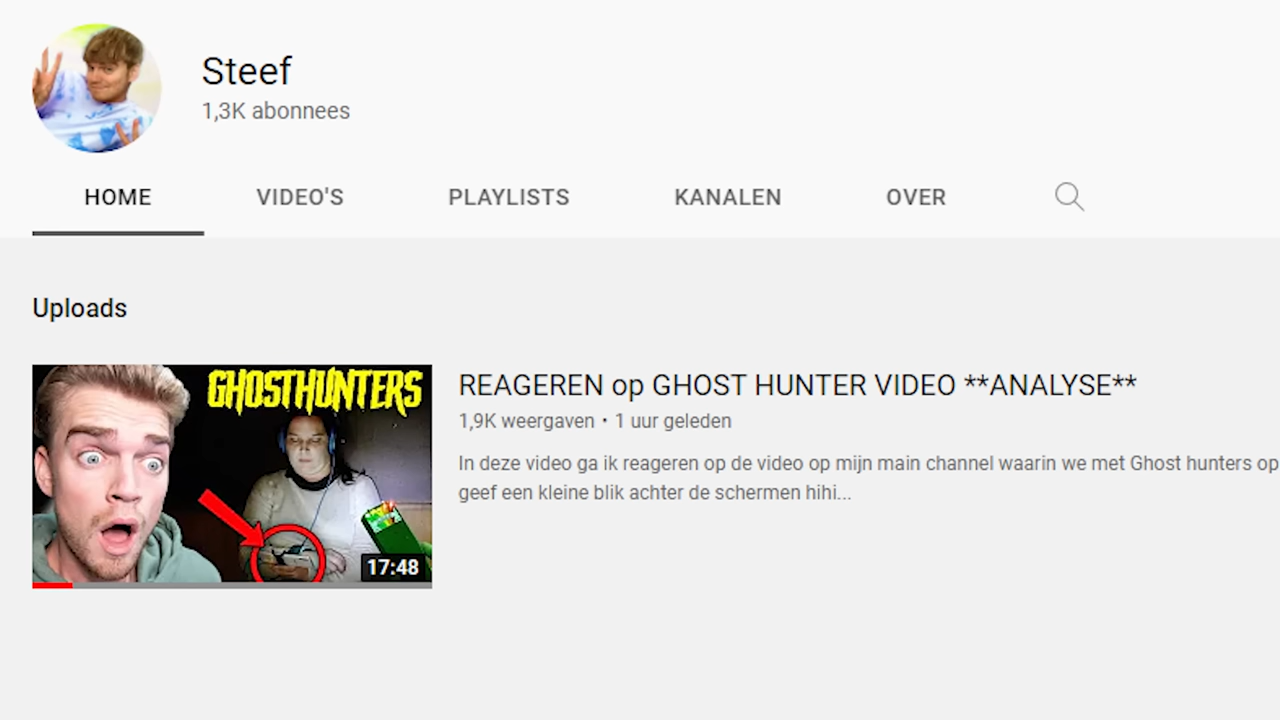 Steef
1,3K abonnees
HOME VIDEO'S PLAYLISTS KANALEN OVER
Uploads
GHOSTHUNTERS
17:48
REAGEREN op GHOST HUNTER VIDEO **ANALYSE**
1,9K weergaven • 1 uur geleden
In deze video ga ik reageren op de video op mijn main channel waarin we met Ghost hunters op
geef een kleine blik achter de schermen hihi...